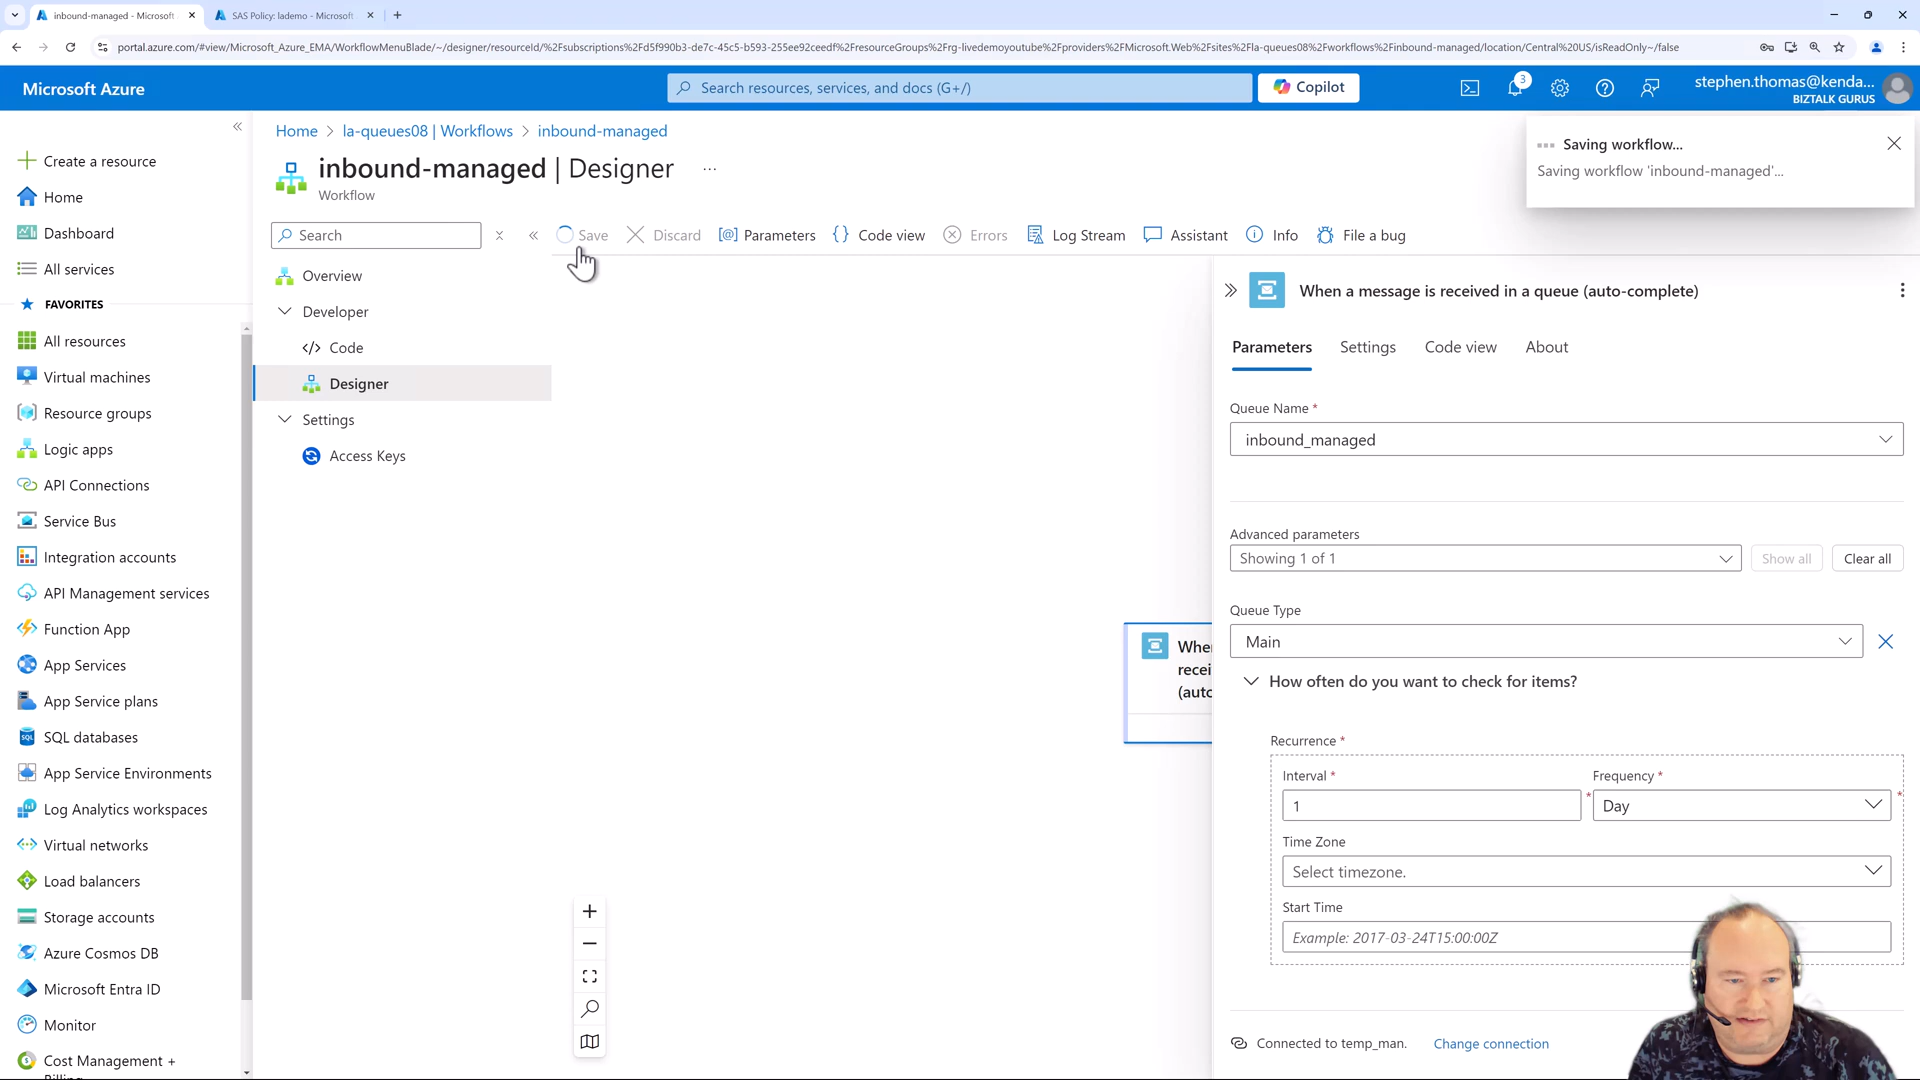 inbound-managed - Microsoft
SAS Policy: lademo - Microsoft
portal.azure.com/#view/Microsoft_Azure_EMA/WorkflowMenuBlade/~/designer/resourceId/%2Fsubscriptions%2Fd5f990b3-de7c-45c5-b593-255ee92ceedf%2FresourceGroups%2Frg-livedemoyoutube%2Fproviders%2FMicrosoft.Web%2Fsites%2Fla-queues08%2Fworkflows%2Finbound-managed/location/Central%20US/isReadOnly~/false
Microsoft Azure
Search resources, services, and docs (G+/)
Copilot
3
stephen.thomas@kenda...
BIZTALK GURUS
Create a resource
Home
Dashboard
All services
FAVORITES
All resources
Virtual machines
Resource groups
Logic apps
API Connections
Service Bus
Integration accounts
API Management services
Function App
App Services
App Service plans
SQL databases
App Service Environments
Log Analytics workspaces
Virtual networks
Load balancers
Storage accounts
Azure Cosmos DB
Microsoft Entra ID
Monitor
Cost Management +
Home > la-queues08 | Workflows > inbound-managed
inbound-managed | Designer ...
Workflow
Saving workflow...
Saving workflow 'inbound-managed'...
Search
Save
Discard
Parameters
Code view
Errors
Log Stream
Assistant
Info
File a bug
Overview
Developer
Code
Designer
Settings
Access Keys
When
recei
(auto
When a message is received in a queue (auto-complete)
Parameters
Settings
Code view
About
Queue Name *
inbound_managed
Advanced parameters
Showing 1 of 1
Show all
Clear all
Queue Type
Main
How often do you want to check for items?
Recurrence *
Interval *
Frequency *
1
*
Day
*
Time Zone
Select timezone.
Start Time
Example: 2017-03-24T15:00:00Z
Connected to temp_man.
Change connection